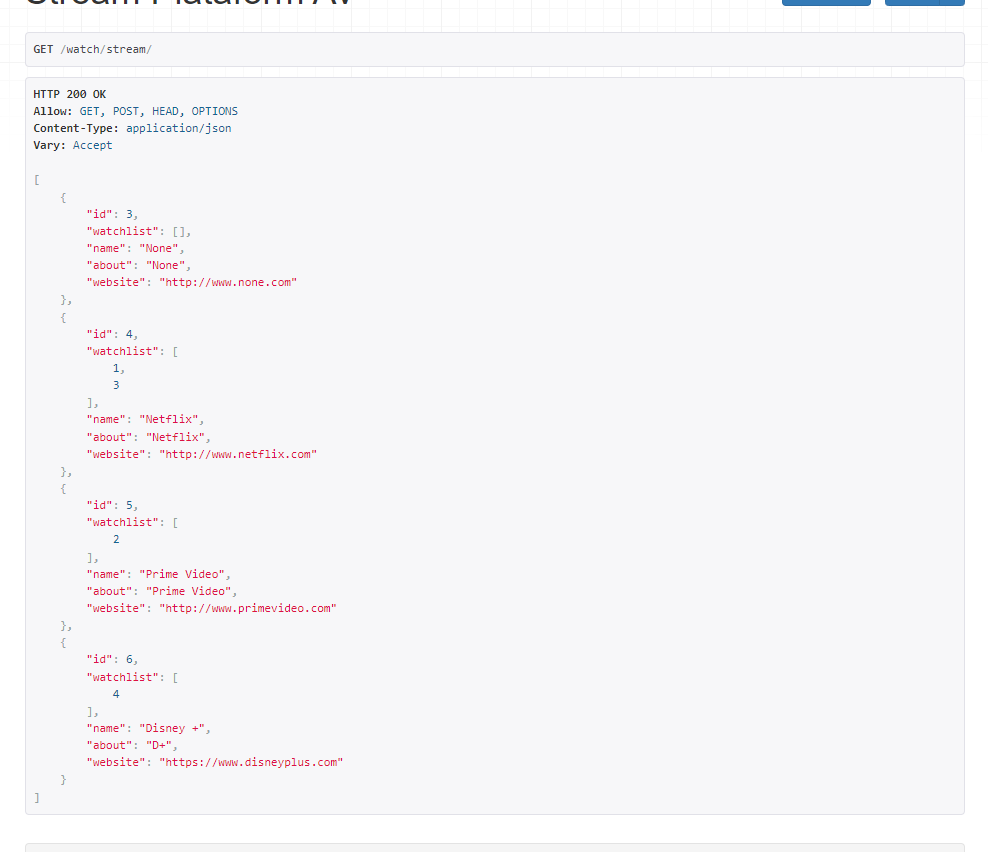 Stream Plataform Av
GET /watch/stream/
HTTP 200 OK
Allow: GET, POST, HEAD, OPTIONS
Content-Type: application/json
Vary: Accept
[
    {
        "id": 3,
        "watchlist": [],
        "name": "None",
        "about": "None",
        "website": "http://www.none.com"
    },
    {
        "id": 4,
        "watchlist": [
            1,
            3
        ],
        "name": "Netflix",
        "about": "Netflix",
        "website": "http://www.netflix.com"
    },
    {
        "id": 5,
        "watchlist": [
            2
        ],
        "name": "Prime Video",
        "about": "Prime Video",
        "website": "http://www.primevideo.com"
    },
    {
        "id": 6,
        "watchlist": [
            4
        ],
        "name": "Disney +",
        "about": "D+",
        "website": "https://www.disneyplus.com"
    }
]